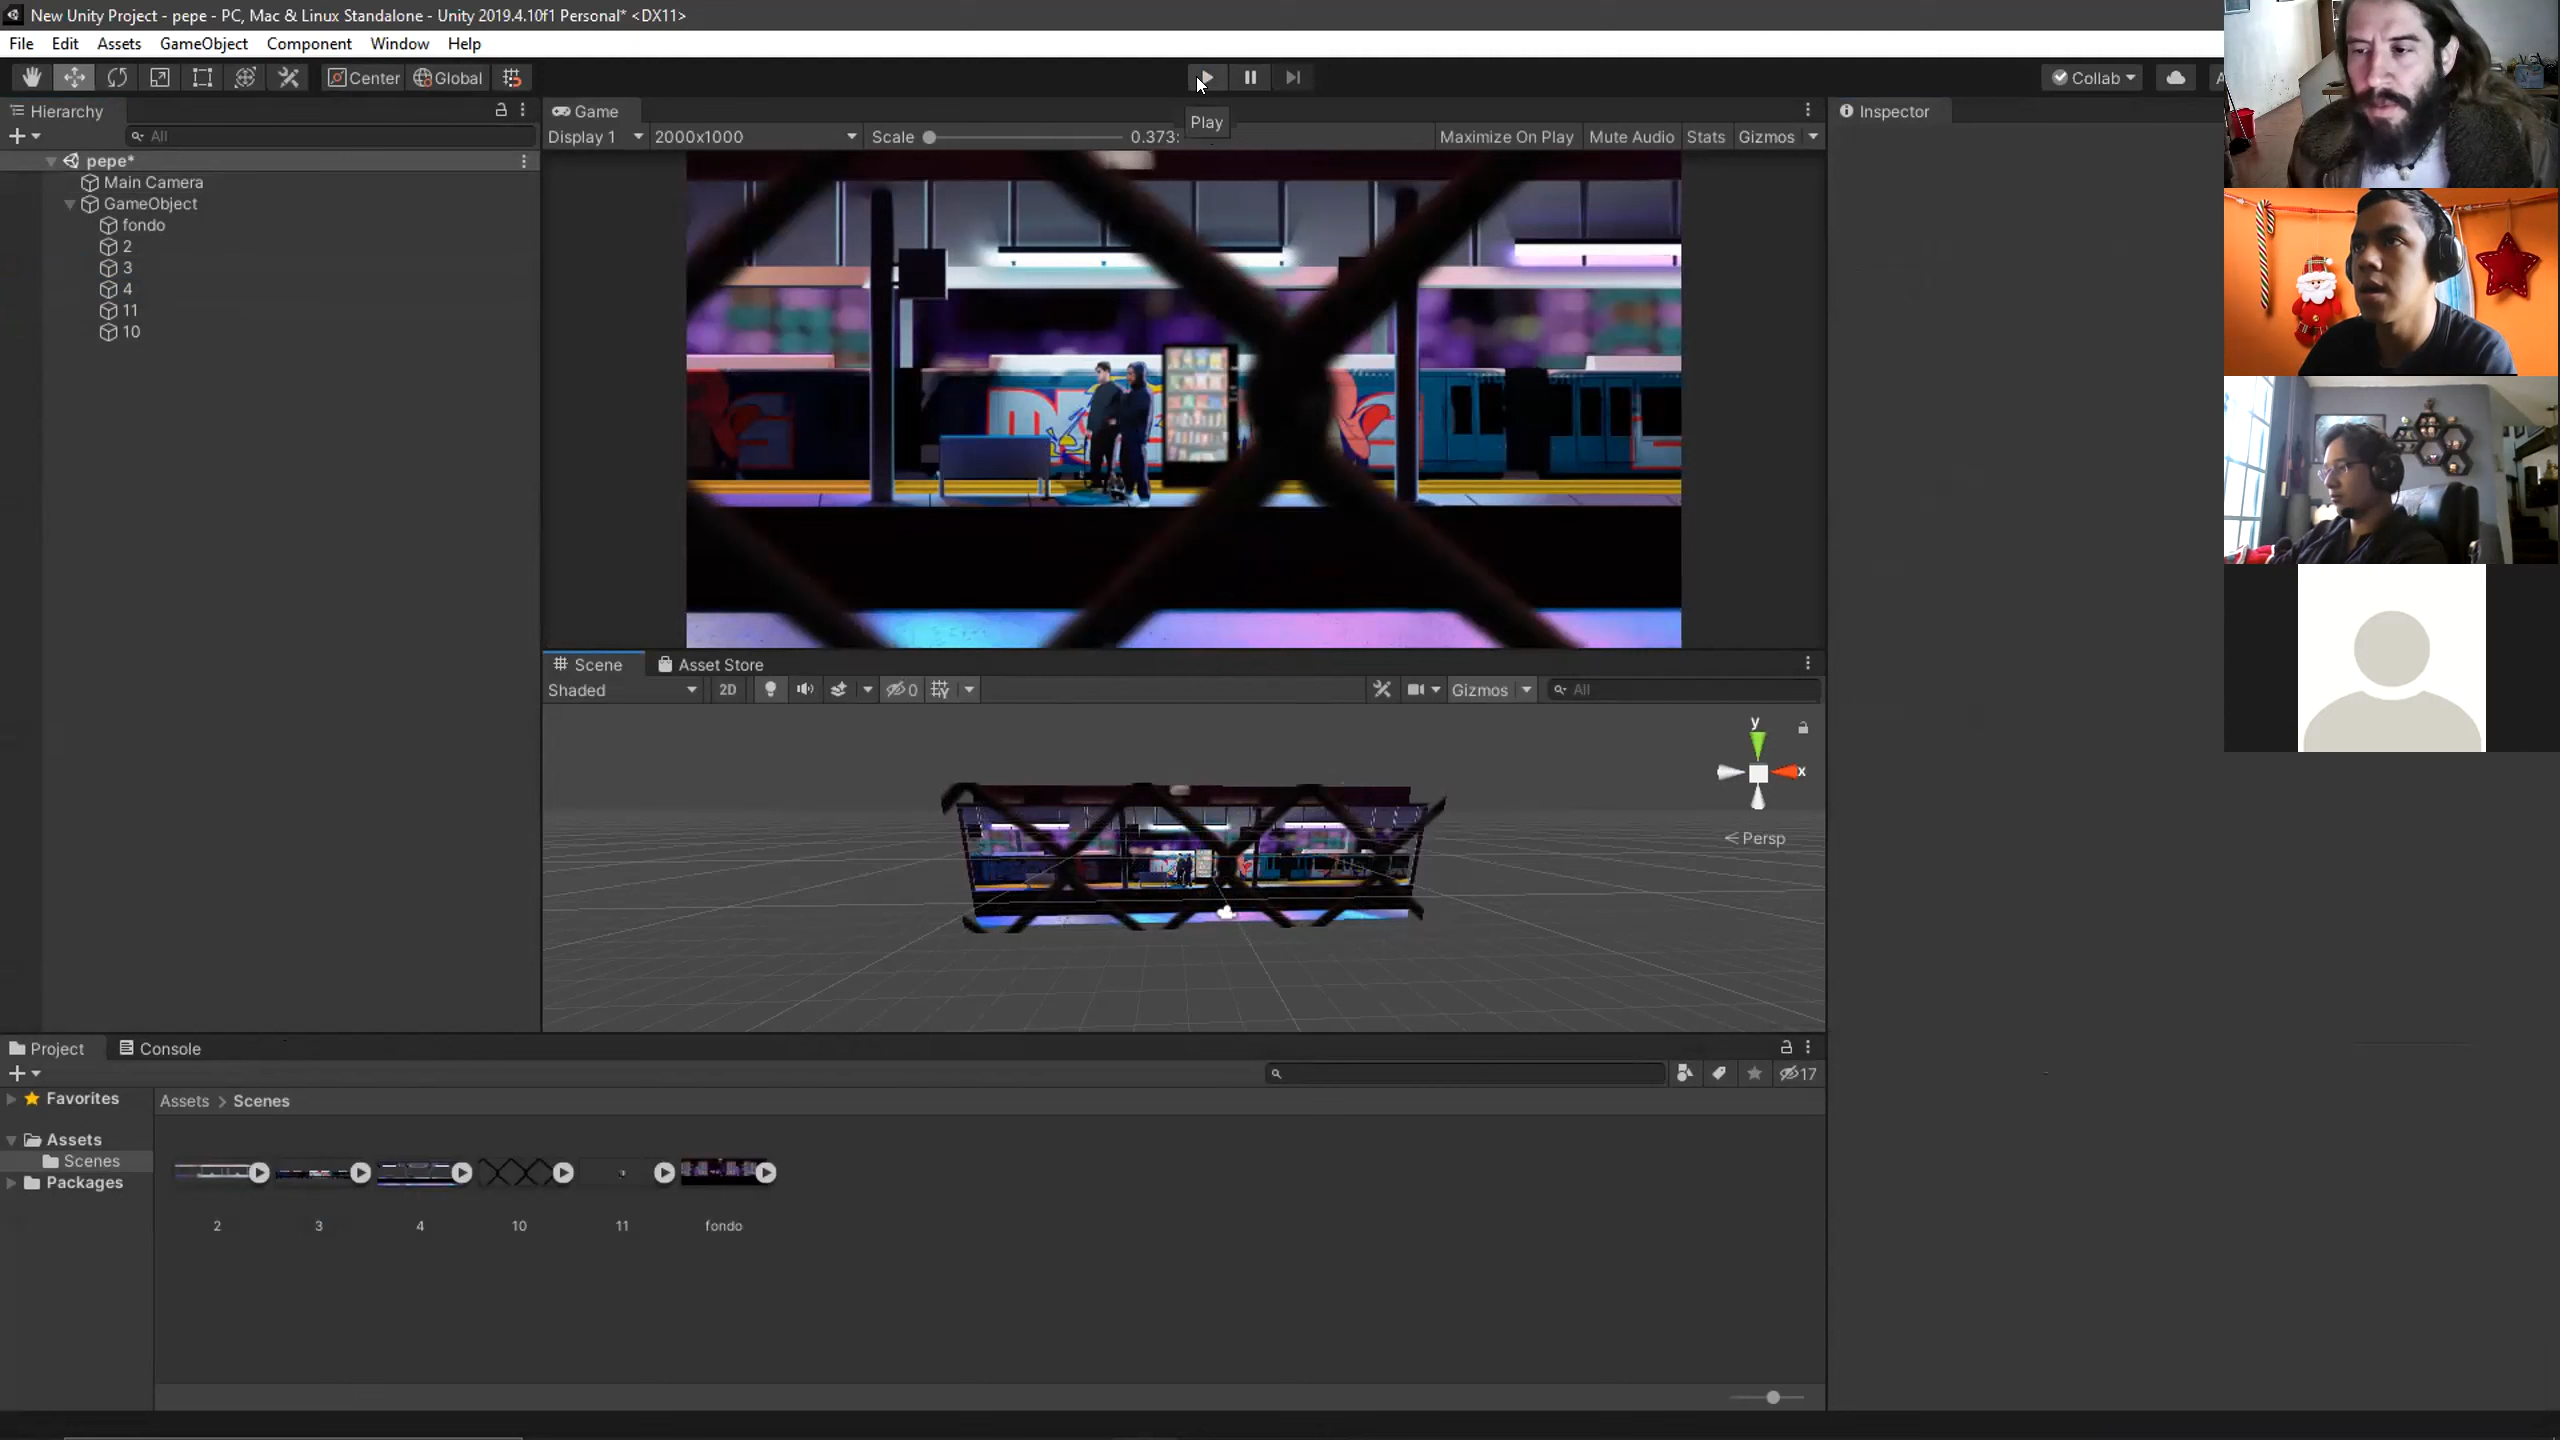 New Unity Project - pepe - PC, Mac & Linux Standalone - Unity 2019.4.10f1 Personal* <DX11>
File Edit Assets GameObject Component Window Help
Center Global Collab
Play
Hierarchy
All
pepe*
Main Camera
GameObject
fondo
2
3
4
11
10
Game
Display 1 2000x1000 Scale 0.373: Maximize On Play Mute Audio Stats Gizmos
Scene Asset Store
Shaded 2D 0 Gizmos All
y
x
Persp
Inspector
Project Console
17
Favorites
Assets
Scenes
Packages
Assets > Scenes
2 3 4 10 11 fondo